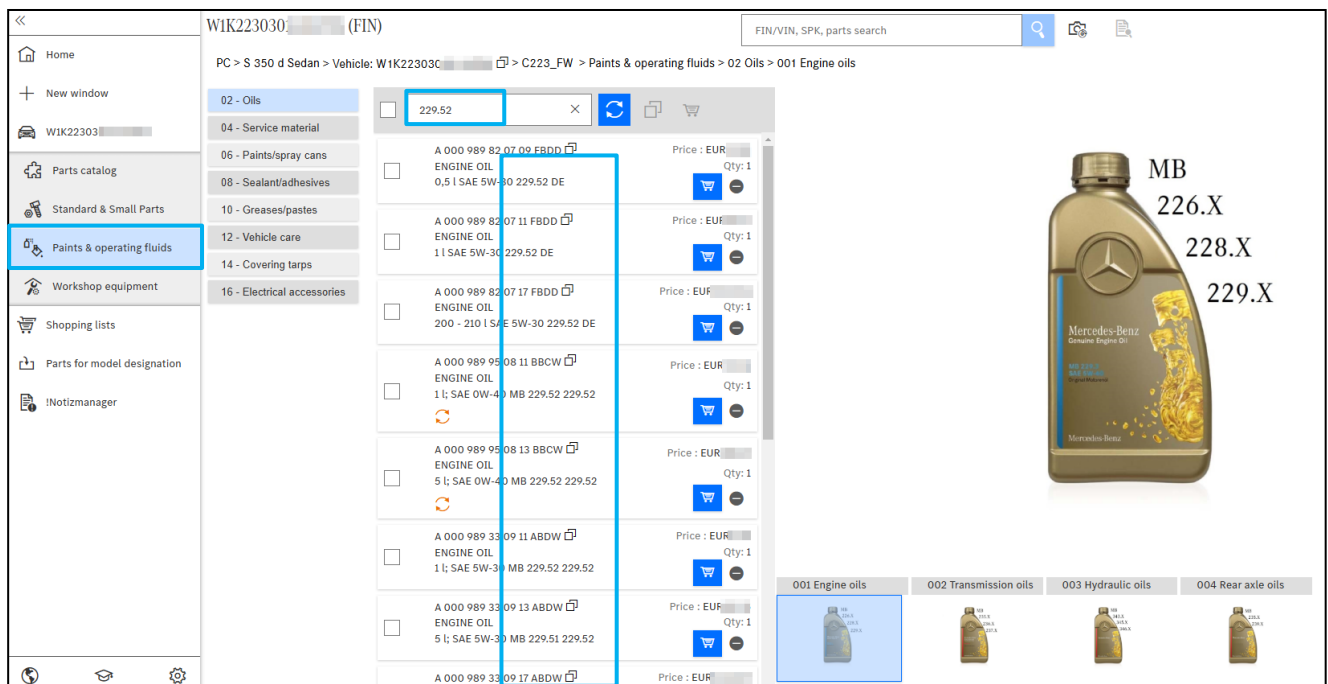 W1K223030 (FIN)
FIN/VIN, SPK, parts search
PC > S 350 d Sedan > Vehicle: W1K22303C > C223_FW > Paints & operating fluids > 02 Oils > 001 Engine oils
Home
New window
W1K22303
Parts catalog
Standard & Small Parts
Paints & operating fluids
Workshop equipment
Shopping lists
Parts for model designation
!Notizmanager
02 - Oils
04 - Service material
06 - Paints/spray cans
08 - Sealant/adhesives
10 - Greases/pastes
12 - Vehicle care
14 - Covering tarps
16 - Electrical accessories
229.52
A 000 989 82 07 09 FBDD
Price : EUR
ENGINE OIL
Qty: 1
0,5 l SAE 5W-30 229.52 DE
A 000 989 82 07 11 FBDD
Price : EUR
ENGINE OIL
Qty: 1
1 l SAE 5W-30 229.52 DE
A 000 989 82 07 17 FBDD
Price : EUR
ENGINE OIL
Qty: 1
200 - 210 l SAE 5W-30 229.52 DE
A 000 989 95 08 11 BBCW
Price : EUR
ENGINE OIL
Qty: 1
1 l; SAE 0W-40 MB 229.52 229.52
A 000 989 95 08 13 BBCW
Price : EUR
ENGINE OIL
Qty: 1
5 l; SAE 0W-40 MB 229.52 229.52
A 000 989 33 09 11 ABDW
Price : EUR
ENGINE OIL
Qty: 1
1 l; SAE 5W-30 MB 229.52 229.52
A 000 989 33 09 13 ABDW
Price : EUR
ENGINE OIL
Qty: 1
5 l; SAE 5W-30 MB 229.51 229.52
A 000 989 33 09 17 ABDW
Price : EUR
MB
226.X
228.X
229.X
Mercedes-Benz
Genuine Engine Oil
Mercedes-Benz
001 Engine oils
002 Transmission oils
003 Hydraulic oils
004 Rear axle oils